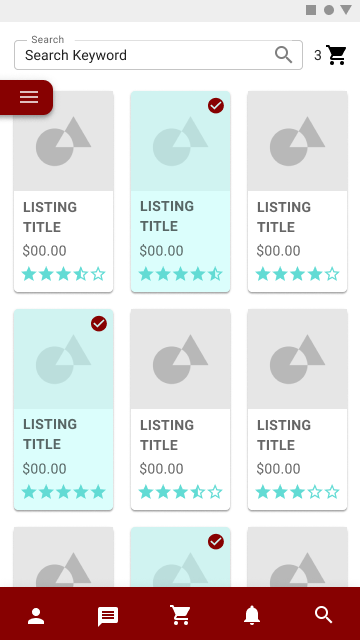 Search
Search Keyword
3
LISTING
TITLE
$00.00
LISTING
TITLE
$00.00
LISTING
TITLE
$00.00
LISTING
TITLE
$00.00
LISTING
TITLE
$00.00
LISTING
TITLE
$00.00